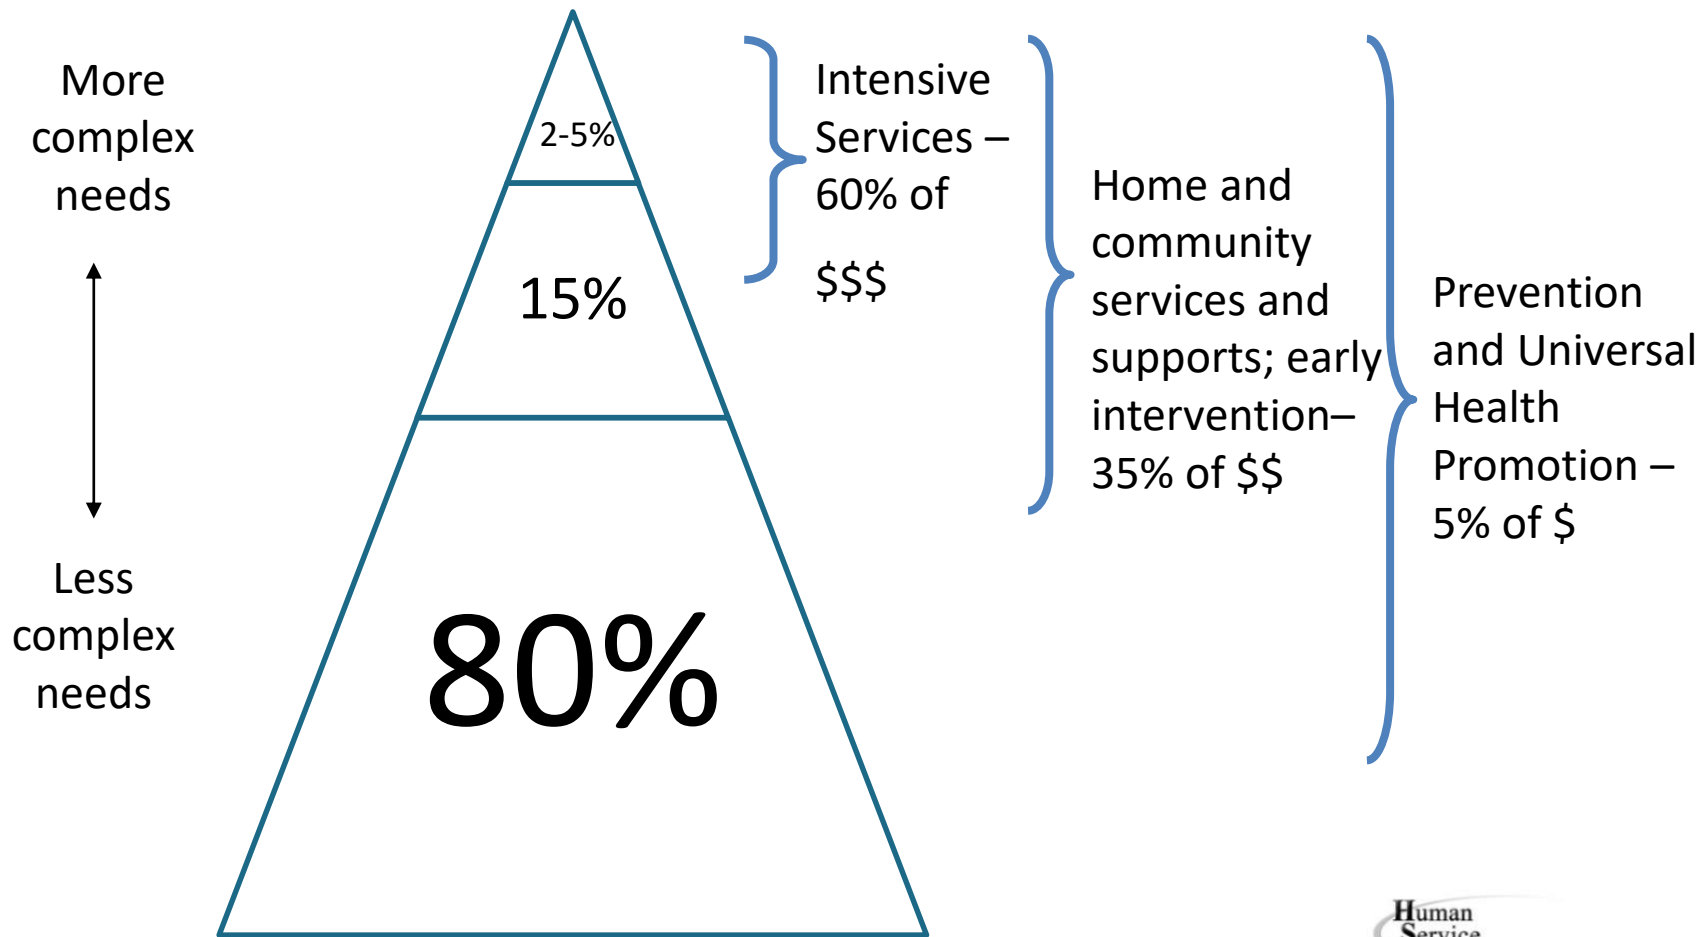 More
complex
needs
Less
complex
needs
2-5%
15%
80%
Intensive
Services –
60% of
$$$
Home and
community
services and
supports; early
intervention–
35% of $$
Prevention
and Universal
Health
Promotion –
5% of $
Human
Service